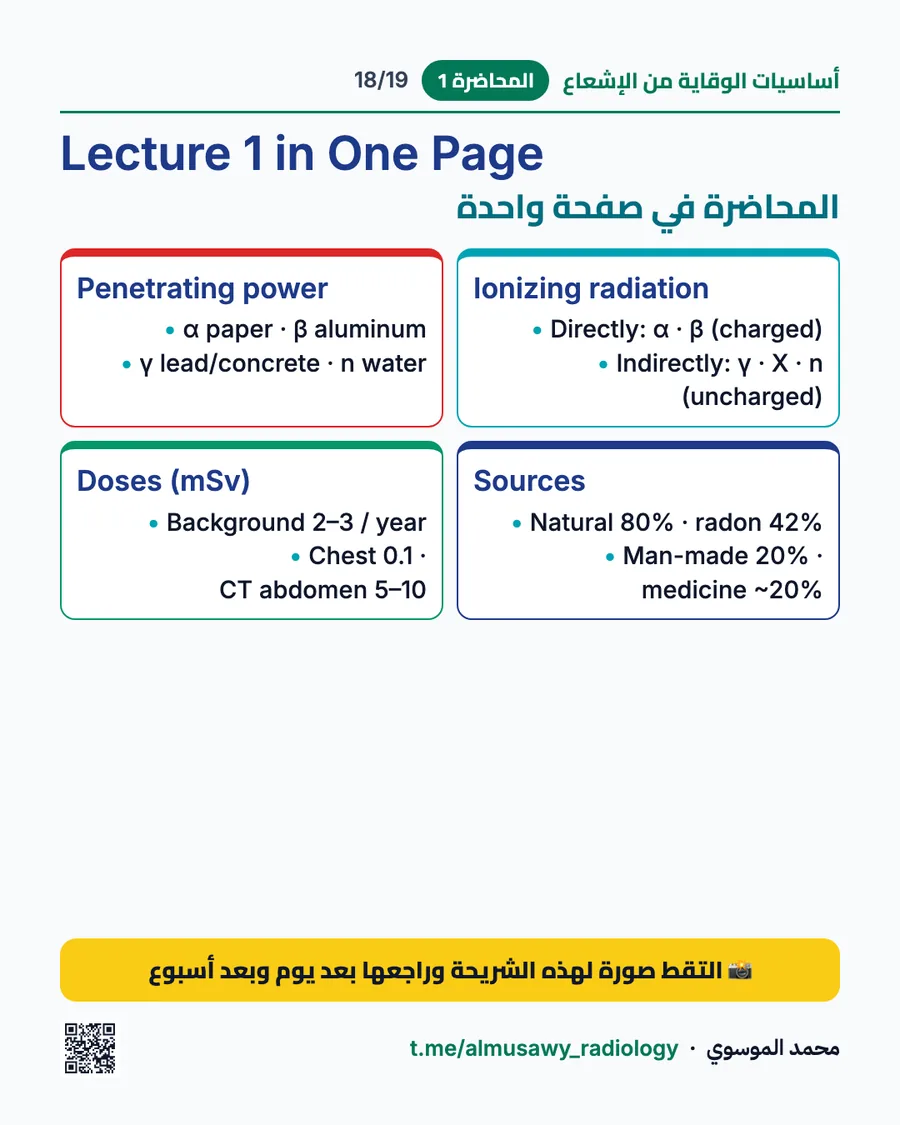 أساسيات الوقاية من الإشعاع
المحاضرة 1
18/19
Lecture 1 in One Page
المحاضرة في صفحة واحدة
Penetrating power
• α paper · β aluminum
• γ lead/concrete · n water
Ionizing radiation
• Directly: α · β (charged)
• Indirectly: γ · X · n
(uncharged)
Doses (mSv)
• Background 2–3 / year
• Chest 0.1 ·
CT abdomen 5–10
Sources
• Natural 80% · radon 42%
• Man-made 20% ·
medicine ~20%
📸 التقط صورة لهذه الشريحة وراجعها بعد يوم وبعد أسبوع
محمد الموسوي · t.me/almusawy_radiology